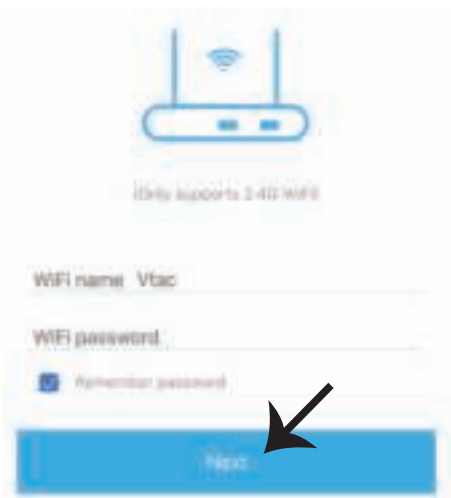 (Only supports 2.4G WiFi)
WiFi name Vtac
WiFi password
Remember password
Next